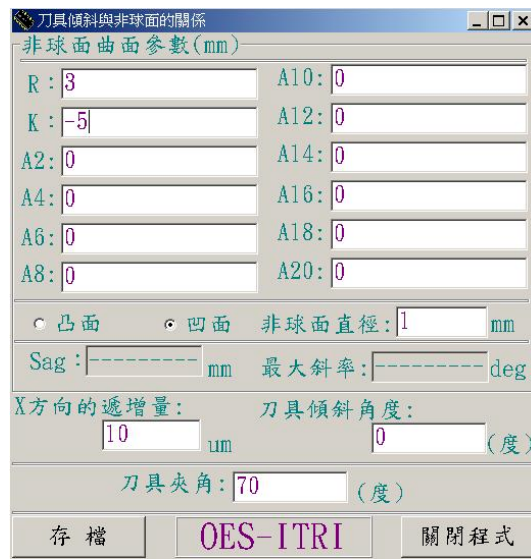 刀具傾斜與非球面的關係
非球面曲面參數(mm)
R:3 A10:0
K:-5 A12:0
A2:0 A14:0
A4:0 A16:0
A6:0 A18:0
A8:0 A20:0
凸面 凹面 非球面直徑:1 mm
Sag:--------- mm 最大斜率:--------- deg
X方向的遞增量: 刀具傾斜角度:
10 um 0 (度)
刀具夾角:70 (度)
存檔 OES-ITRI 關閉程式